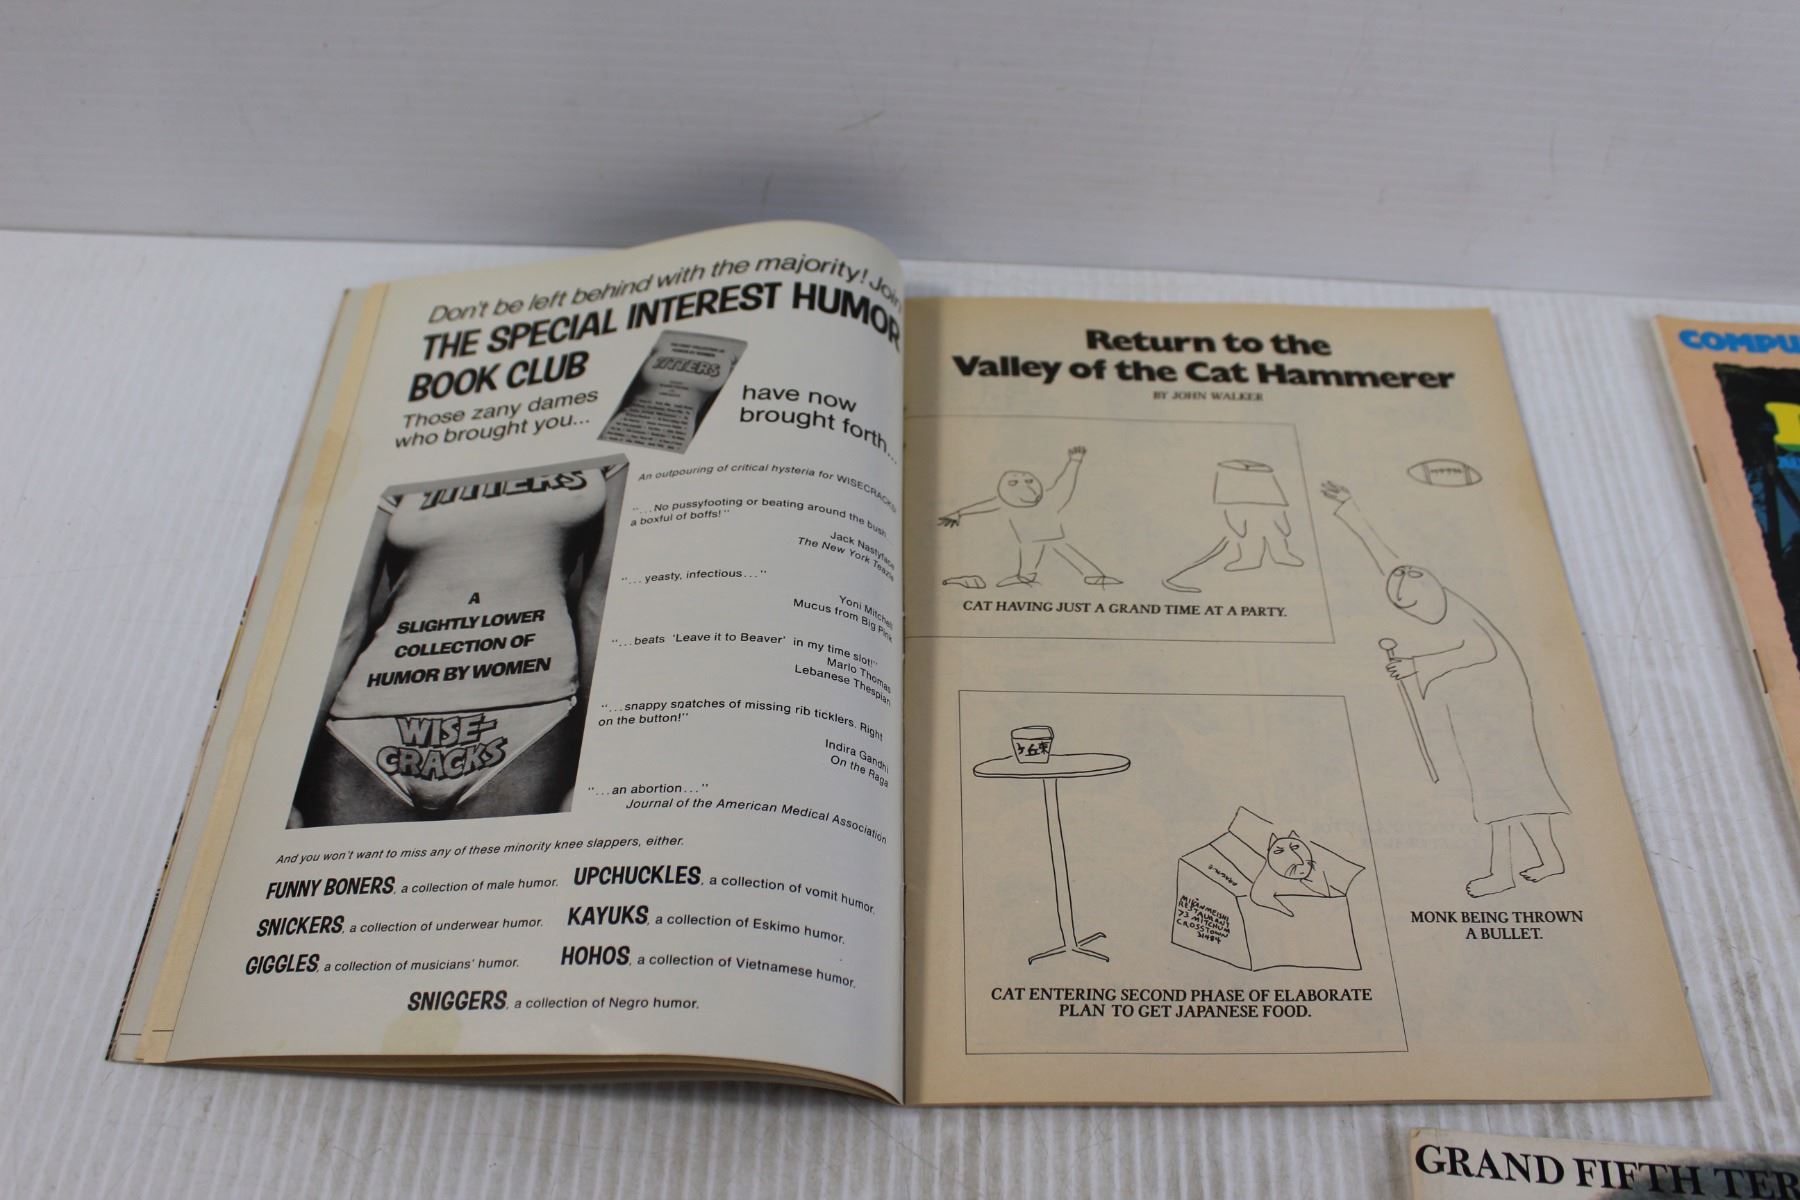 Don't be left behind with the majority! Join
THE SPECIAL INTEREST HUMOR
BOOK CLUB
Those zany dames
who brought you...
TITTERS
have now
brought forth...
TITTERS
A
SLIGHTLY LOWER
COLLECTION OF
HUMOR BY WOMEN
WISE-
CRACKS
An outpouring of critical hysteria for WISECRACKS!
"...No pussyfooting or beating around the bush...
a boxful of boffs!"
Jack Nastyface
The New York Teazle
"...yeasty, infectious..."
Yoni Mitchell
Mucus from Big Pink
"...beats 'Leave it to Beaver' in my time slot!"
Marlo Thomas
Lebanese Thespian
"...snappy snatches of missing rib ticklers. Right
on the button!"
Indira Gandhi
On the Raga
"...an abortion..."
Journal of the American Medical Association
And you won't want to miss any of these minority knee slappers, either.
FUNNY BONERS, a collection of male humor.
UPCHUCKLES, a collection of vomit humor.
SNICKERS, a collection of underwear humor.
KAYUKS, a collection of Eskimo humor.
GIGGLES, a collection of musicians' humor.
HOHOS, a collection of Vietnamese humor.
SNIGGERS, a collection of Negro humor.
Return to the
Valley of the Cat Hammerer
BY JOHN WALKER
CAT HAVING JUST A GRAND TIME AT A PARTY.
MIKANMEISHI
RESTAURANT
73 MITCHUM
CROSSTOWN
31484
CAT ENTERING SECOND PHASE OF ELABORATE
PLAN TO GET JAPANESE FOOD.
MONK BEING THROWN
A BULLET.
COMPU
GRAND FIFTH TER